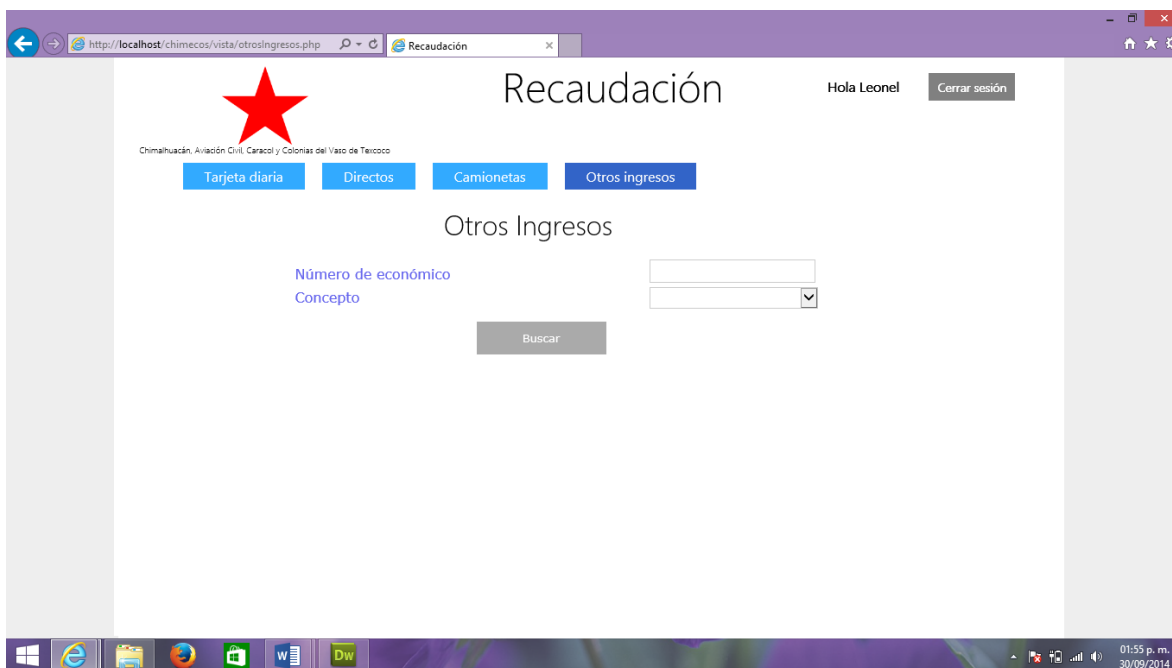 http://localhost/chimecos/vista/otrosIngresos.php
Recaudación
Recaudación
Hola Leonel
Cerrar sesión
Chimalhuacán, Aviación Civil, Caracol y Colonias del Vaso de Texcoco
Tarjeta diaria
Directos
Camionetas
Otros ingresos
Otros Ingresos
Número de económico
Concepto
Buscar
W
Dw
01:55 p. m.
30/09/2014